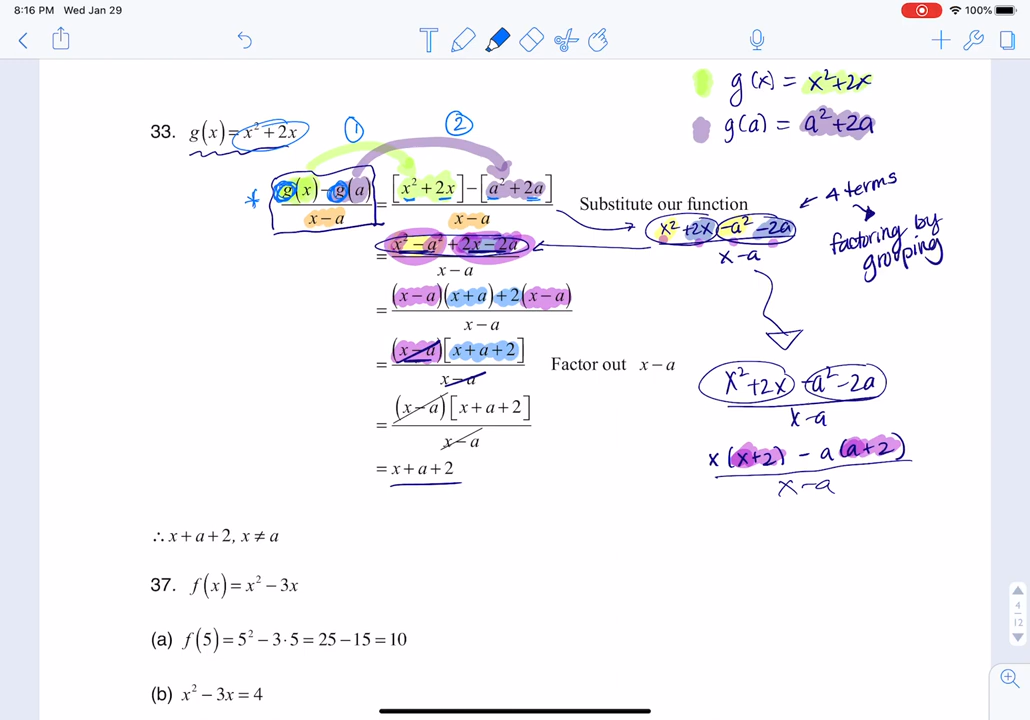 8:16 PM Wed Jan 29
100%
T
g(x) = x²+2x
g(a) = a²+2a
33. g(x)=x²+2x
① ②
* g(x)−g(a) / x−a = [x²+2x]−[a²+2a] / x−a
Substitute our function
x²+2x −a²−2a / x−a
← 4 terms
factoring by
grouping
= x²−a²+2x−2a / x−a
= (x−a)(x+a)+2(x−a) / x−a
= (x−a)[x+a+2] / x−a
Factor out x−a
x²+2x −a²−2a / x−a
= (x−a)[x+a+2] / x−a
x(x+2) − a(a+2) / x−a
= x+a+2
∴ x+a+2, x≠a
37. f(x)=x²−3x
(a) f(5)=5²−3·5=25−15=10
(b) x²−3x=4
4
12